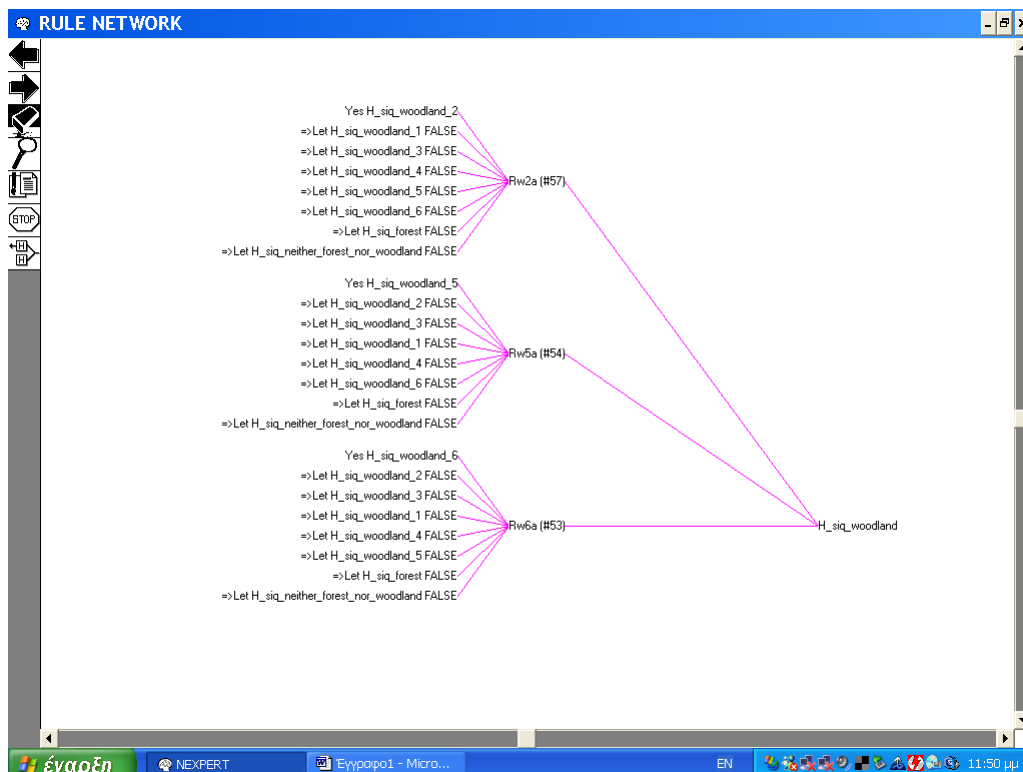 RULE NETWORK
Yes H_siq_woodland_2
=>Let H_siq_woodland_1 FALSE
=>Let H_siq_woodland_3 FALSE
=>Let H_siq_woodland_4 FALSE
=>Let H_siq_woodland_5 FALSE
=>Let H_siq_woodland_6 FALSE
=>Let H_siq_forest FALSE
=>Let H_siq_neither_forest_nor_woodland FALSE
Rw2a (#57)
Yes H_siq_woodland_5
=>Let H_siq_woodland_2 FALSE
=>Let H_siq_woodland_3 FALSE
=>Let H_siq_woodland_1 FALSE
=>Let H_siq_woodland_4 FALSE
=>Let H_siq_woodland_6 FALSE
=>Let H_siq_forest FALSE
=>Let H_siq_neither_forest_nor_woodland FALSE
Rw5a (#54)
Yes H_siq_woodland_6
=>Let H_siq_woodland_2 FALSE
=>Let H_siq_woodland_3 FALSE
=>Let H_siq_woodland_1 FALSE
=>Let H_siq_woodland_4 FALSE
=>Let H_siq_woodland_5 FALSE
=>Let H_siq_forest FALSE
=>Let H_siq_neither_forest_nor_woodland FALSE
Rw6a (#53)
H_siq_woodland
STOP
H
H
έναρξη
NEXPERT
Έγγραφο1 - Micro...
EN
11:50 μμ